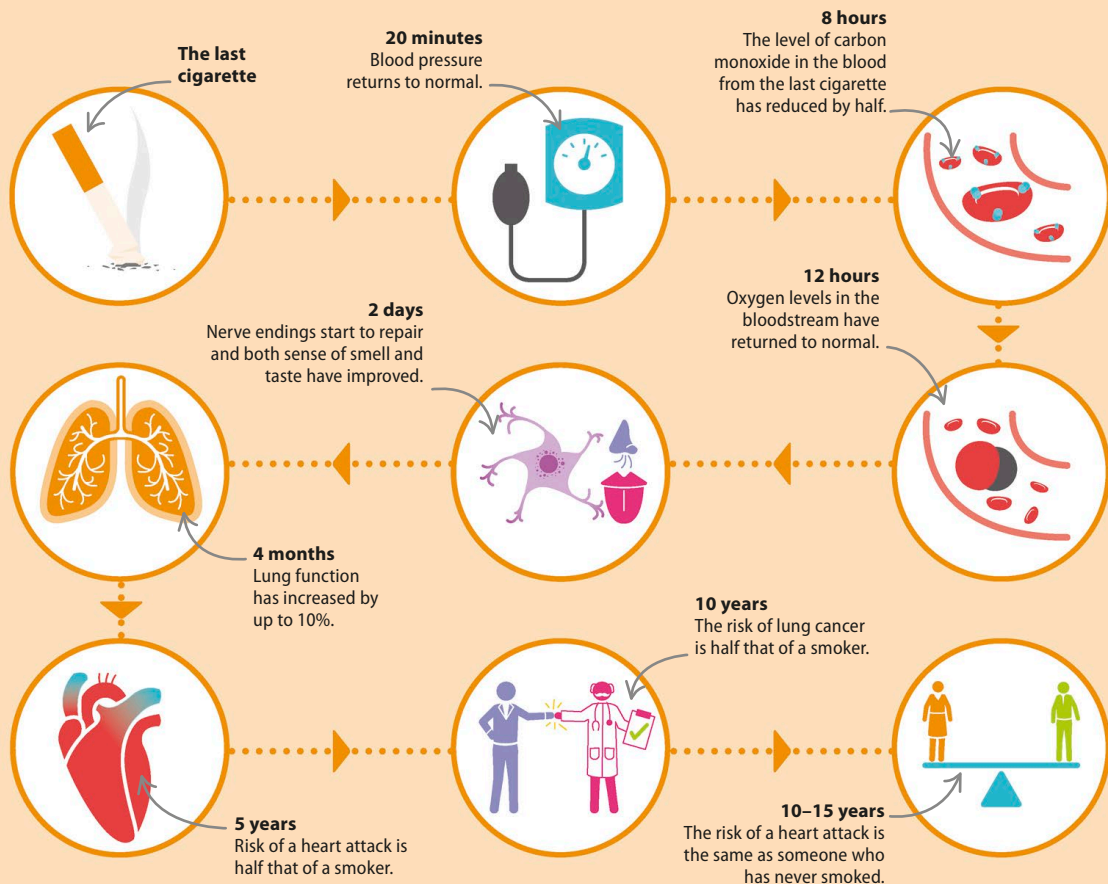 The last
cigarette
20 minutes
Blood pressure
returns to normal.
8 hours
The level of carbon
monoxide in the blood
from the last cigarette
has reduced by half.
12 hours
Oxygen levels in the
bloodstream have
returned to normal.
2 days
Nerve endings start to repair
and both sense of smell and
taste have improved.
4 months
Lung function
has increased by
up to 10%.
5 years
Risk of a heart attack is
half that of a smoker.
10 years
The risk of lung cancer
is half that of a smoker.
10–15 years
The risk of a heart attack is
the same as someone who
has never smoked.